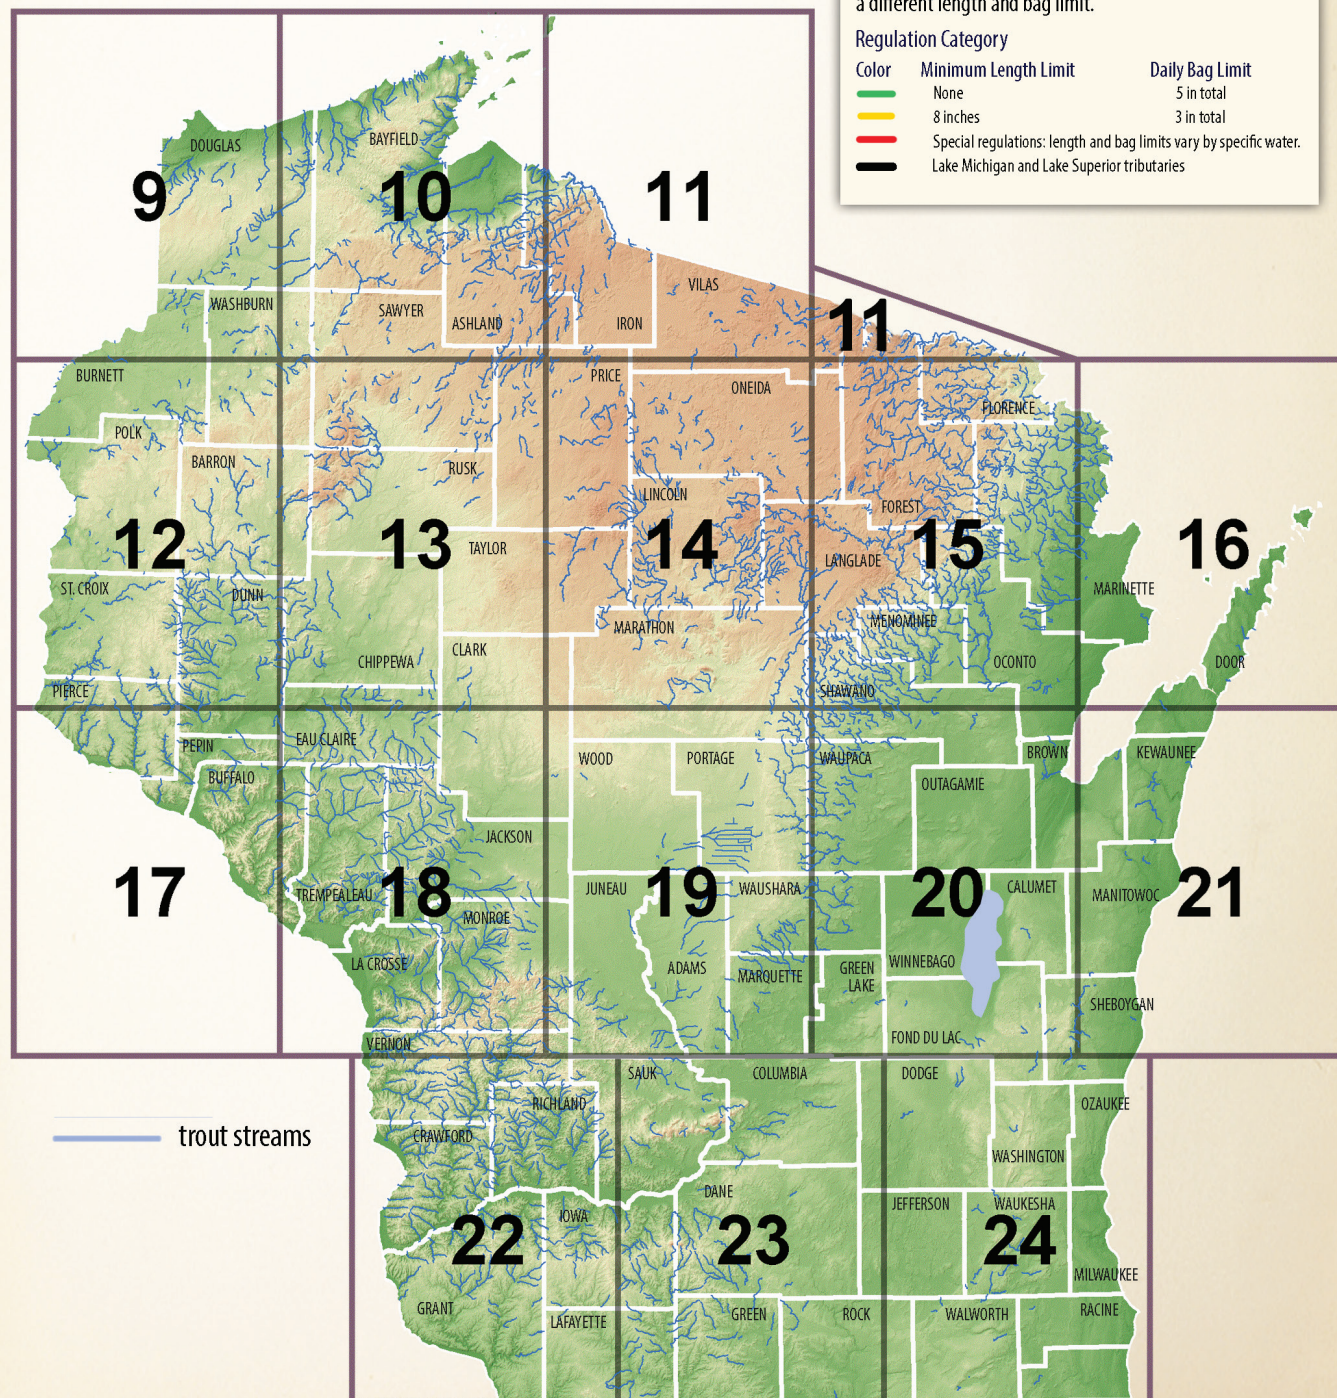 a different length and bag limit.
Regulation Category
Color Minimum Length Limit Daily Bag Limit
None 5 in total
8 inches 3 in total
Special regulations: length and bag limits vary by specific water.
Lake Michigan and Lake Superior tributaries
DOUGLAS
BAYFIELD
9
10
11
WASHBURN
SAWYER
ASHLAND
IRON
VILAS
11
BURNETT
PRICE
ONEIDA
FLORENCE
POLK
BARRON
RUSK
LINCOLN
FOREST
12
13
TAYLOR
14
LANGLADE
15
16
ST. CROIX
DUNN
MARINETTE
MARATHON
MENOMINEE
CLARK
CHIPPEWA
OCONTO
DOOR
PIERCE
SHAWANO
PEPIN
EAU CLAIRE
WOOD
PORTAGE
WAUPACA
BROWN
KEWAUNEE
BUFFALO
OUTAGAMIE
JACKSON
17
TREMPEALEAU
18
JUNEAU
19
WAUSHARA
20
CALUMET
MANITOWOC
21
MONROE
LA CROSSE
ADAMS
MARQUETTE
GREEN
LAKE
WINNEBAGO
SHEBOYGAN
VERNON
FOND DU LAC
SAUK
COLUMBIA
DODGE
RICHLAND
OZAUKEE
trout streams
CRAWFORD
WASHINGTON
DANE
IOWA
JEFFERSON
WAUKESHA
22
23
24
MILWAUKEE
GRANT
LAFAYETTE
GREEN
ROCK
WALWORTH
RACINE